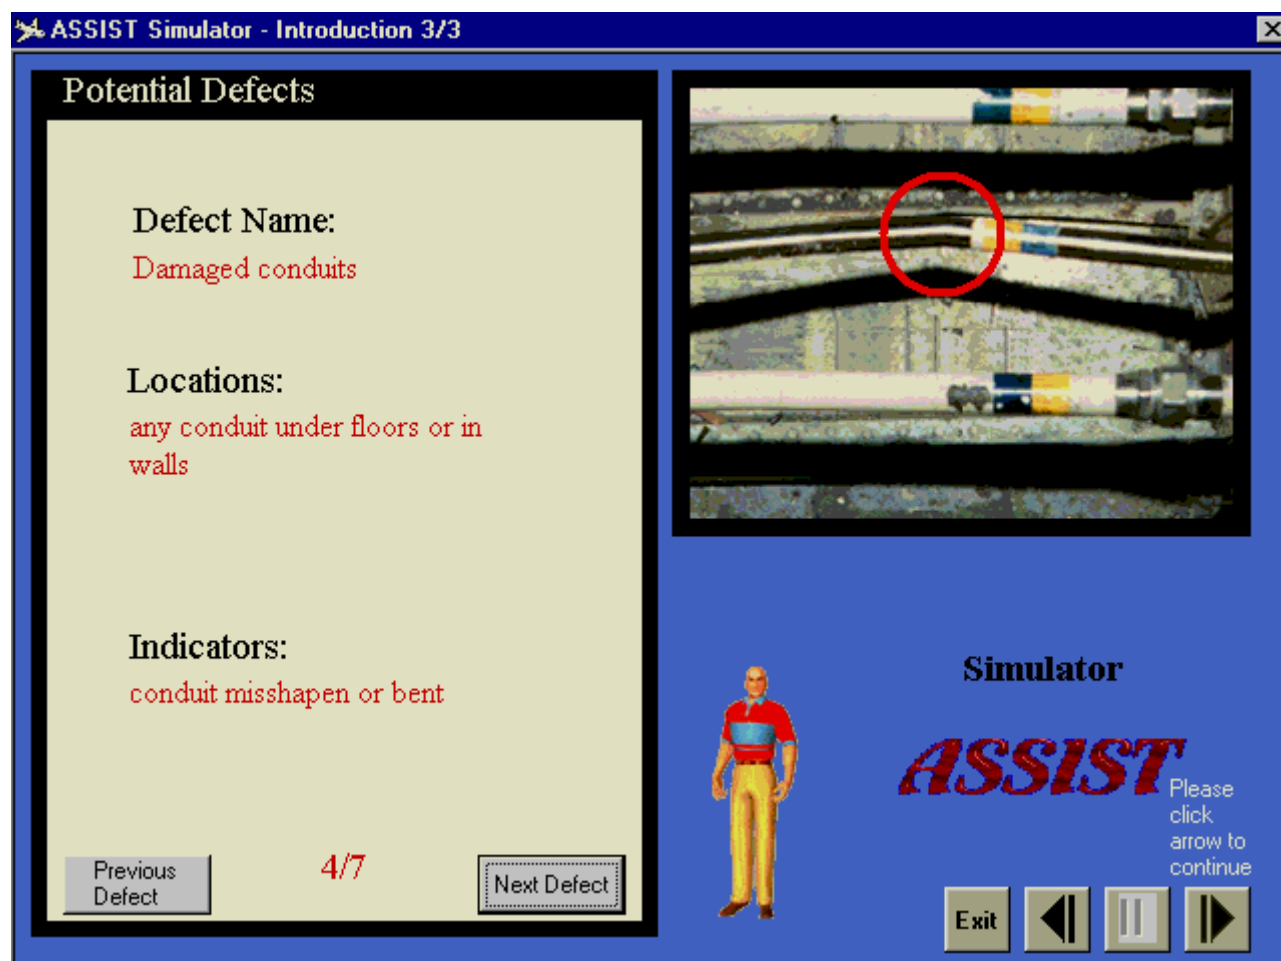 ASSIST Simulator - Introduction 3/3
Potential Defects
Defect Name:
Damaged conduits
Locations:
any conduit under floors or in
walls
Indicators:
conduit misshapen or bent
Previous
Defect
4/7
Next Defect
Simulator
ASSIST
Please
click
arrow to
continue
Exit